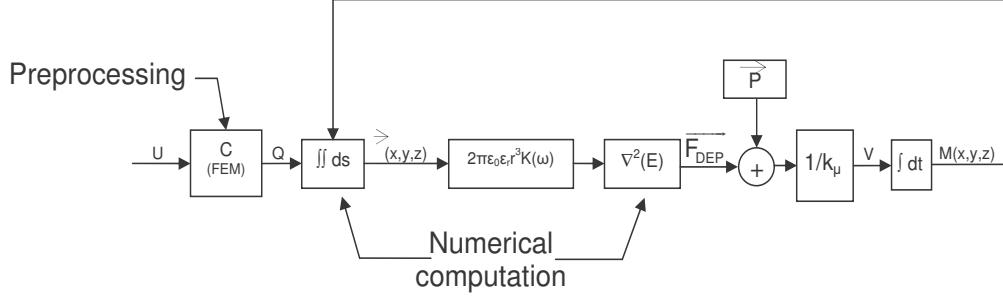 Preprocessing
P
U
C
(FEM)
Q
∫∫ ds
(x,y,z)
2πε₀εᵣr³K(ω)
∇²(E)
F_DEP
+
1/k_μ
V
∫ dt
M(x,y,z)
Numerical
computation